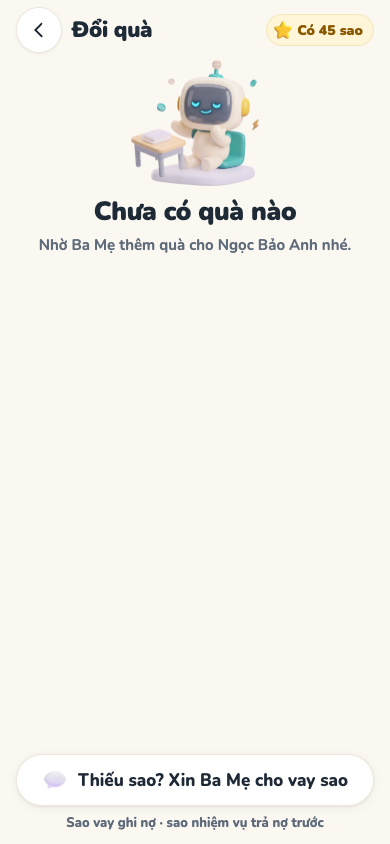 Đổi quà
Có 45 sao
Chưa có quà nào
Nhờ Ba Mẹ thêm quà cho Ngọc Bảo Anh nhé.
Thiếu sao? Xin Ba Mẹ cho vay sao
Sao vay ghi nợ · sao nhiệm vụ trả nợ trước